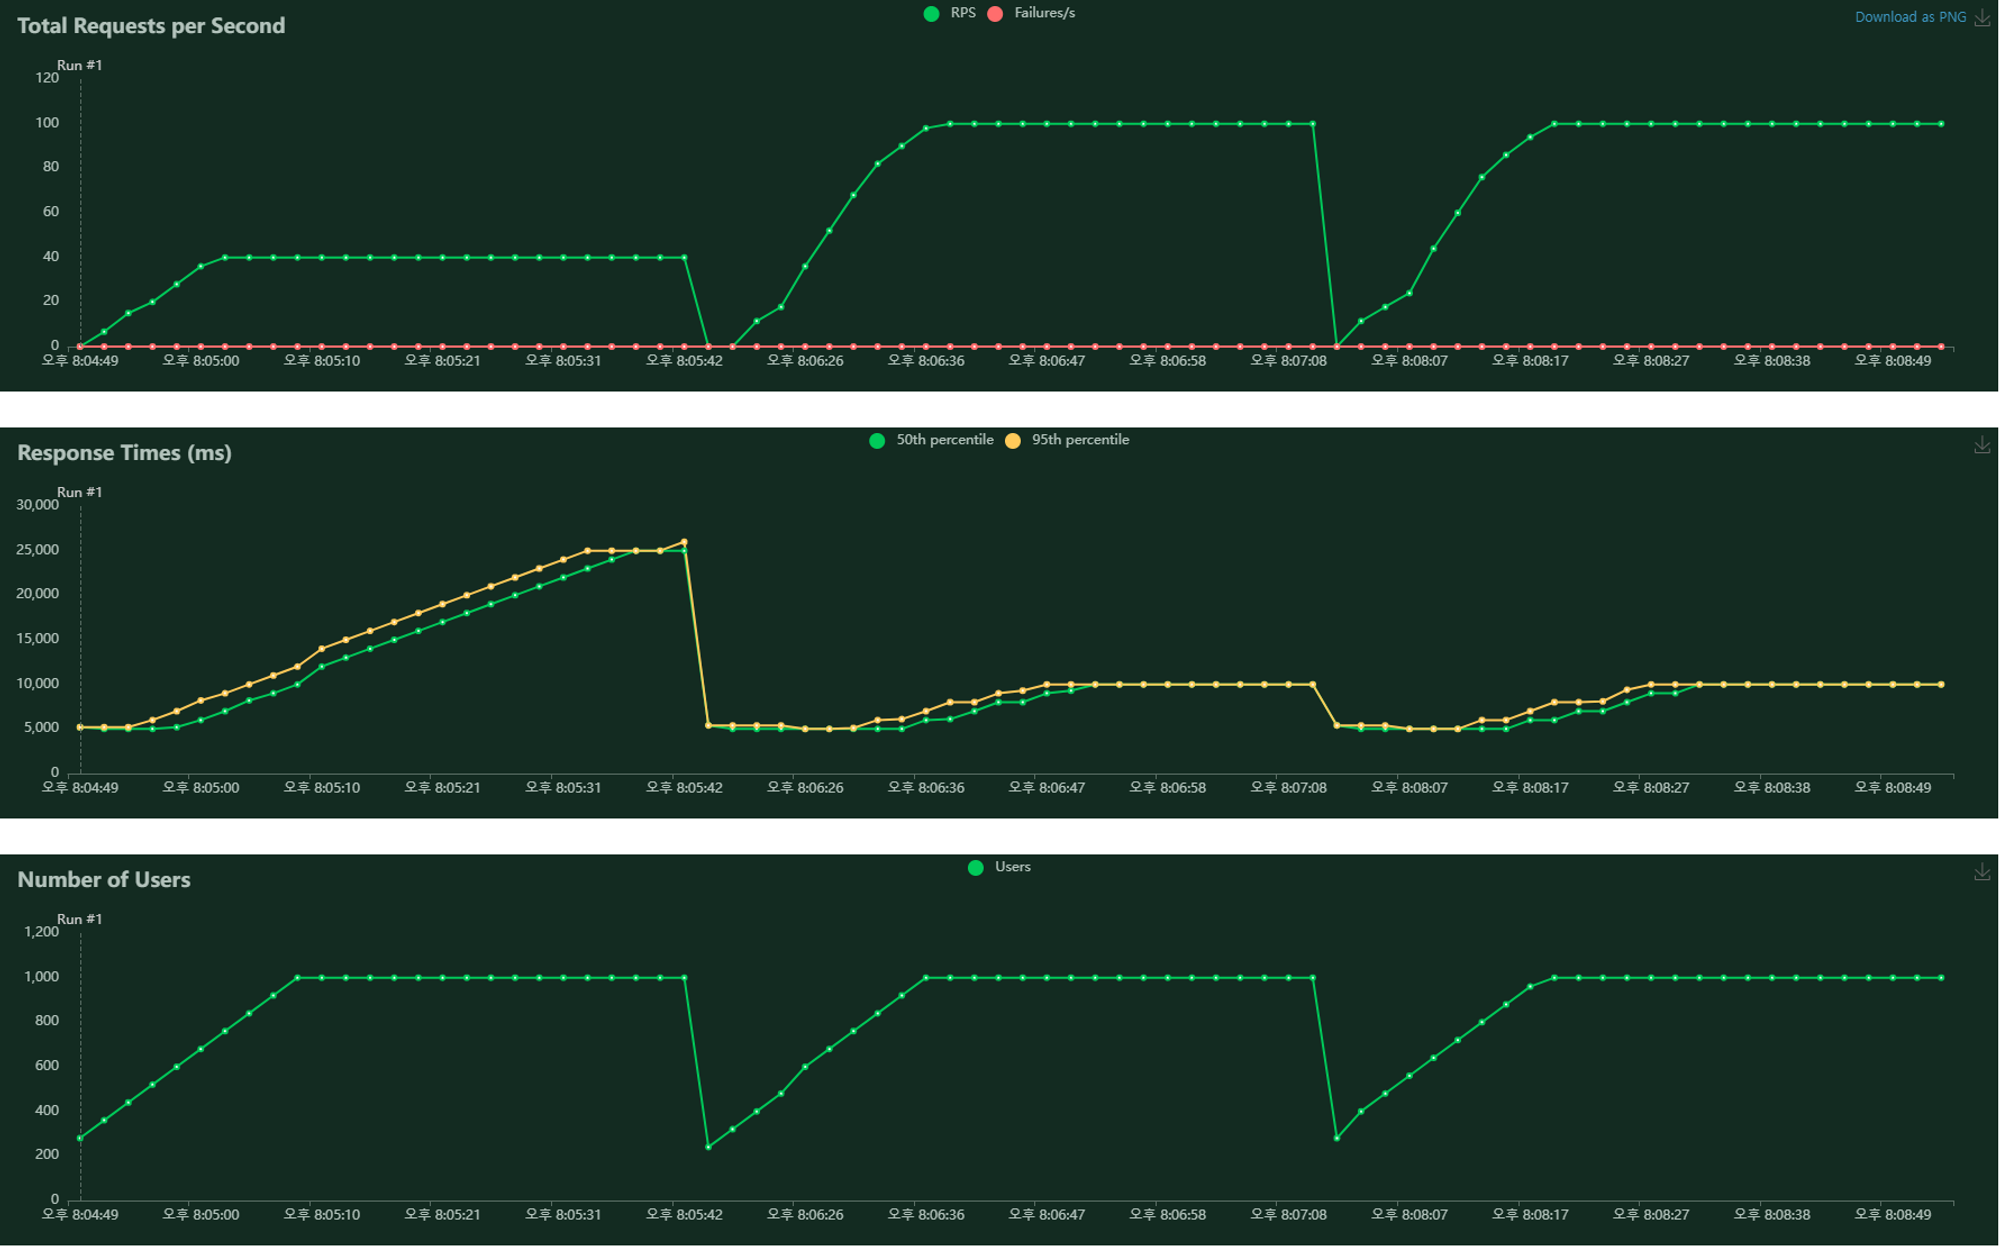 Total Requests per Second
RPS Failures/s
Download as PNG
Run #1
120
100
80
60
40
20
0
오후 8:04:49 오후 8:05:00 오후 8:05:10 오후 8:05:21 오후 8:05:31 오후 8:05:42 오후 8:06:26 오후 8:06:36 오후 8:06:47 오후 8:06:58 오후 8:07:08 오후 8:08:07 오후 8:08:17 오후 8:08:27 오후 8:08:38 오후 8:08:49
Response Times (ms)
50th percentile 95th percentile
Run #1
30,000
25,000
20,000
15,000
10,000
5,000
0
오후 8:04:49 오후 8:05:00 오후 8:05:10 오후 8:05:21 오후 8:05:31 오후 8:05:42 오후 8:06:26 오후 8:06:36 오후 8:06:47 오후 8:06:58 오후 8:07:08 오후 8:08:07 오후 8:08:17 오후 8:08:27 오후 8:08:38 오후 8:08:49
Number of Users
Users
Run #1
1,200
1,000
800
600
400
200
0
오후 8:04:49 오후 8:05:00 오후 8:05:10 오후 8:05:21 오후 8:05:31 오후 8:05:42 오후 8:06:26 오후 8:06:36 오후 8:06:47 오후 8:06:58 오후 8:07:08 오후 8:08:07 오후 8:08:17 오후 8:08:27 오후 8:08:38 오후 8:08:49